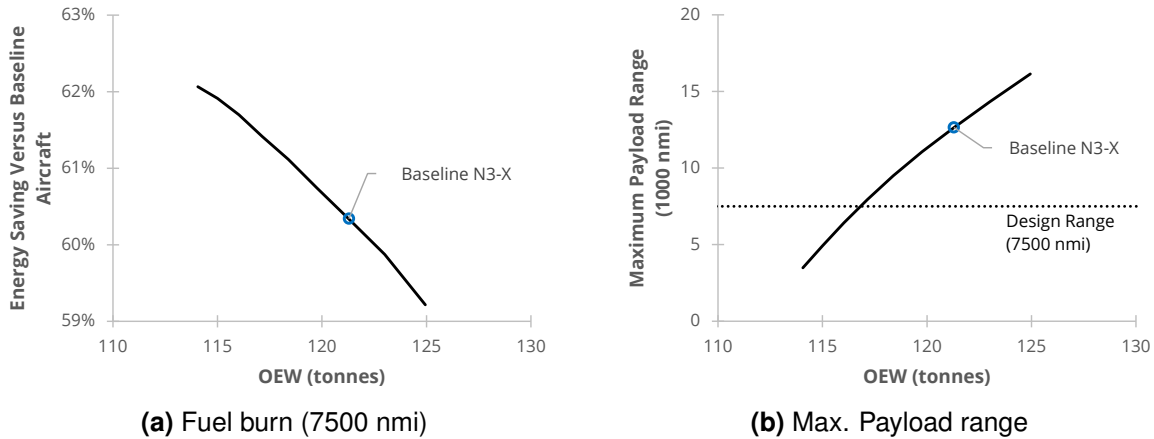 Energy Saving Versus Baseline
Aircraft
63%
62%
61%
60%
59%
Baseline N3-X
110
115
120
125
130
OEW (tonnes)
(a) Fuel burn (7500 nmi)
Maximum Payload Range
(1000 nmi)
20
15
10
5
0
Baseline N3-X
Design Range
(7500 nmi)
110
115
120
125
130
OEW (tonnes)
(b) Max. Payload range